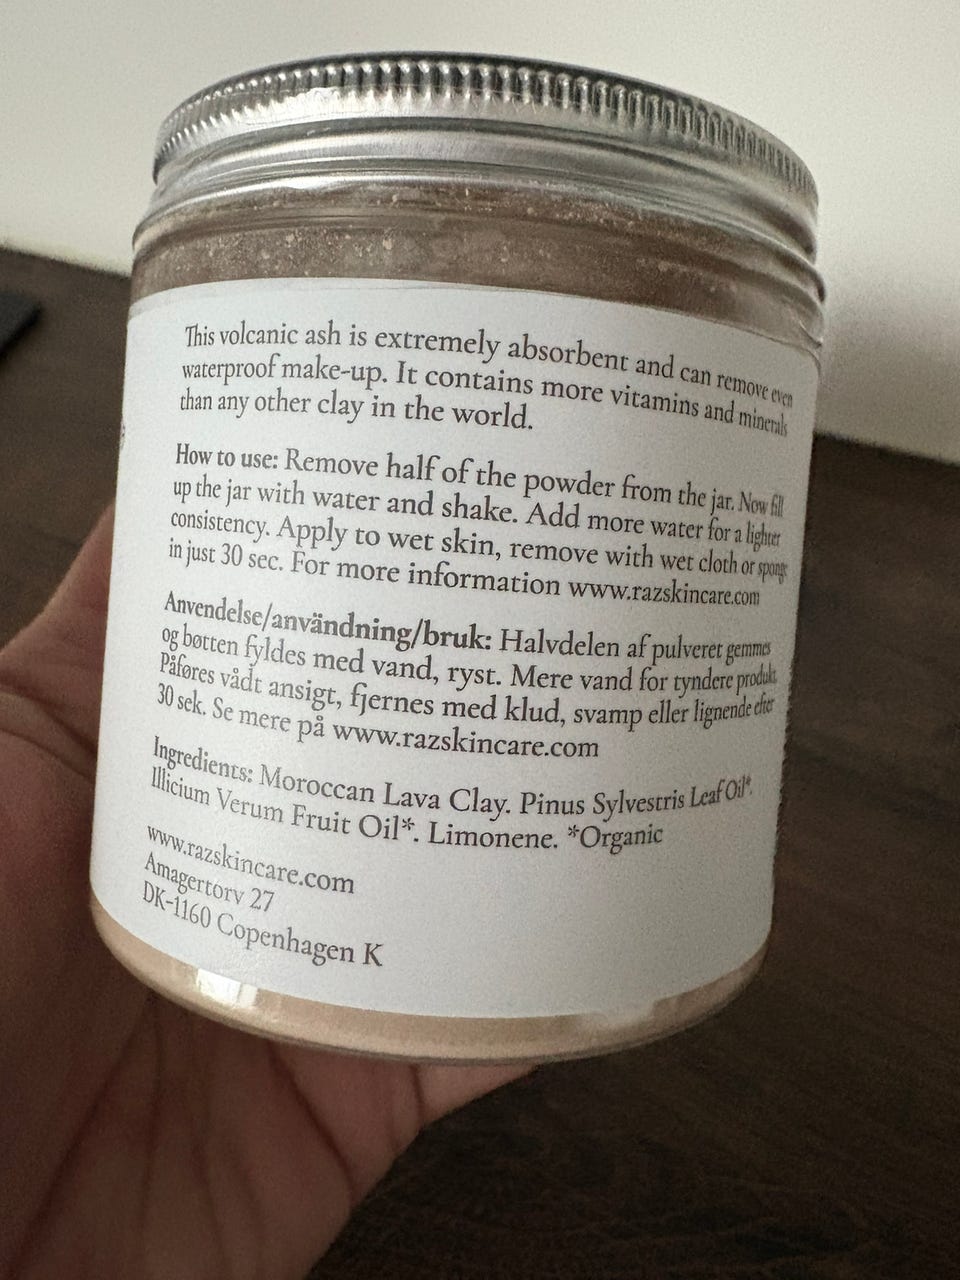 This volcanic ash is extremely absorbent and can remove even
waterproof make-up. It contains more vitamins and minerals
than any other clay in the world.
How to use: Remove half of the powder from the jar. Now fill
up the jar with water and shake. Add more water for a lighter
consistency. Apply to wet skin, remove with wet cloth or sponge
in just 30 sec. For more information www.razskincare.com
Anvendelse/användning/bruk: Halvdelen af pulveret gemmes
og bøtten fyldes med vand, ryst. Mere vand for tyndere produkt.
Påføres vådt ansigt, fjernes med klud, svamp eller lignende efter
30 sek. Se mere på www.razskincare.com
Ingredients: Moroccan Lava Clay. Pinus Sylvestris Leaf Oil*.
Illicium Verum Fruit Oil*. Limonene. *Organic
www.razskincare.com
Amagertorv 27
DK-1160 Copenhagen K